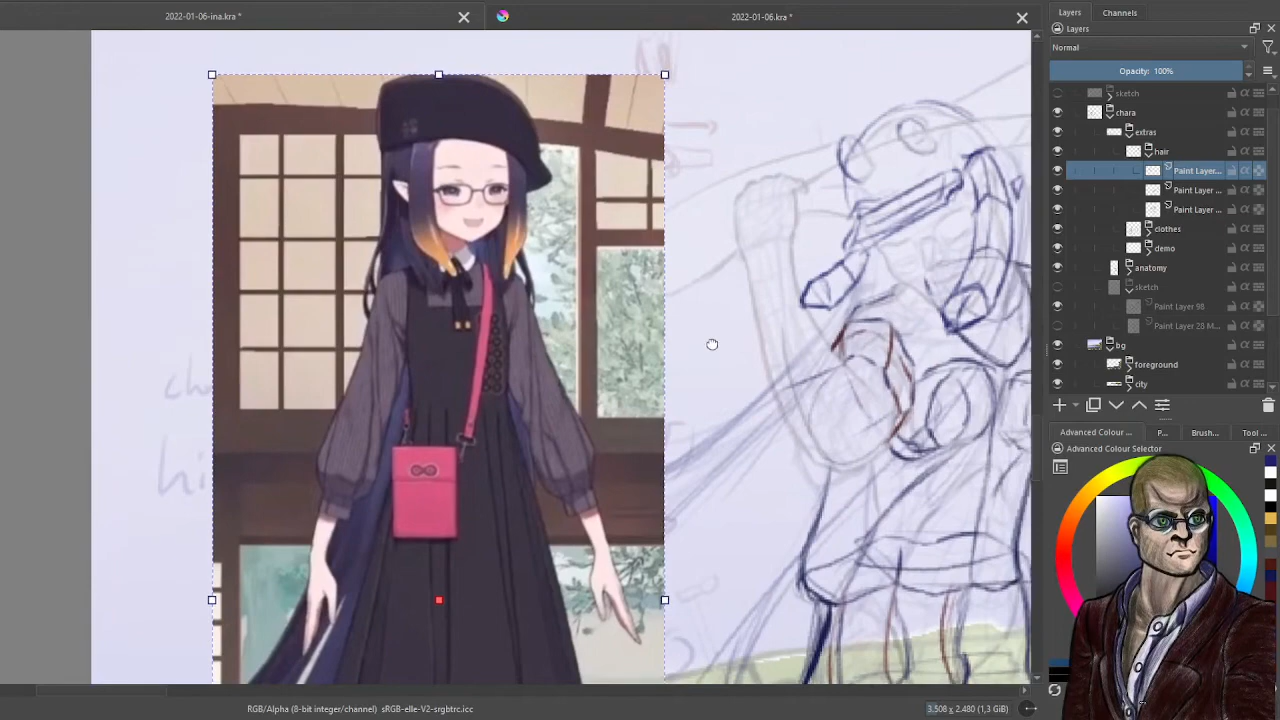 2022-01-06-ina.kra *
2022-01-06.kra *
Layers
Channels
Layers
Normal
Opacity: 100%
sketch
chara
extras
hair
Paint Layer...
Paint Layer ...
Paint Layer ...
clothes
demo
anatomy
sketch
Paint Layer 98
Paint Layer 28 M...
bg
foreground
city
Advanced Colour ...
P...
Brush...
Tool ...
Advanced Colour Selector
RGB/Alpha (8-bit integer/channel) sRGB-elle-V2-srgbtrc.icc
3.508 x 2.480 (1,3 GiB)